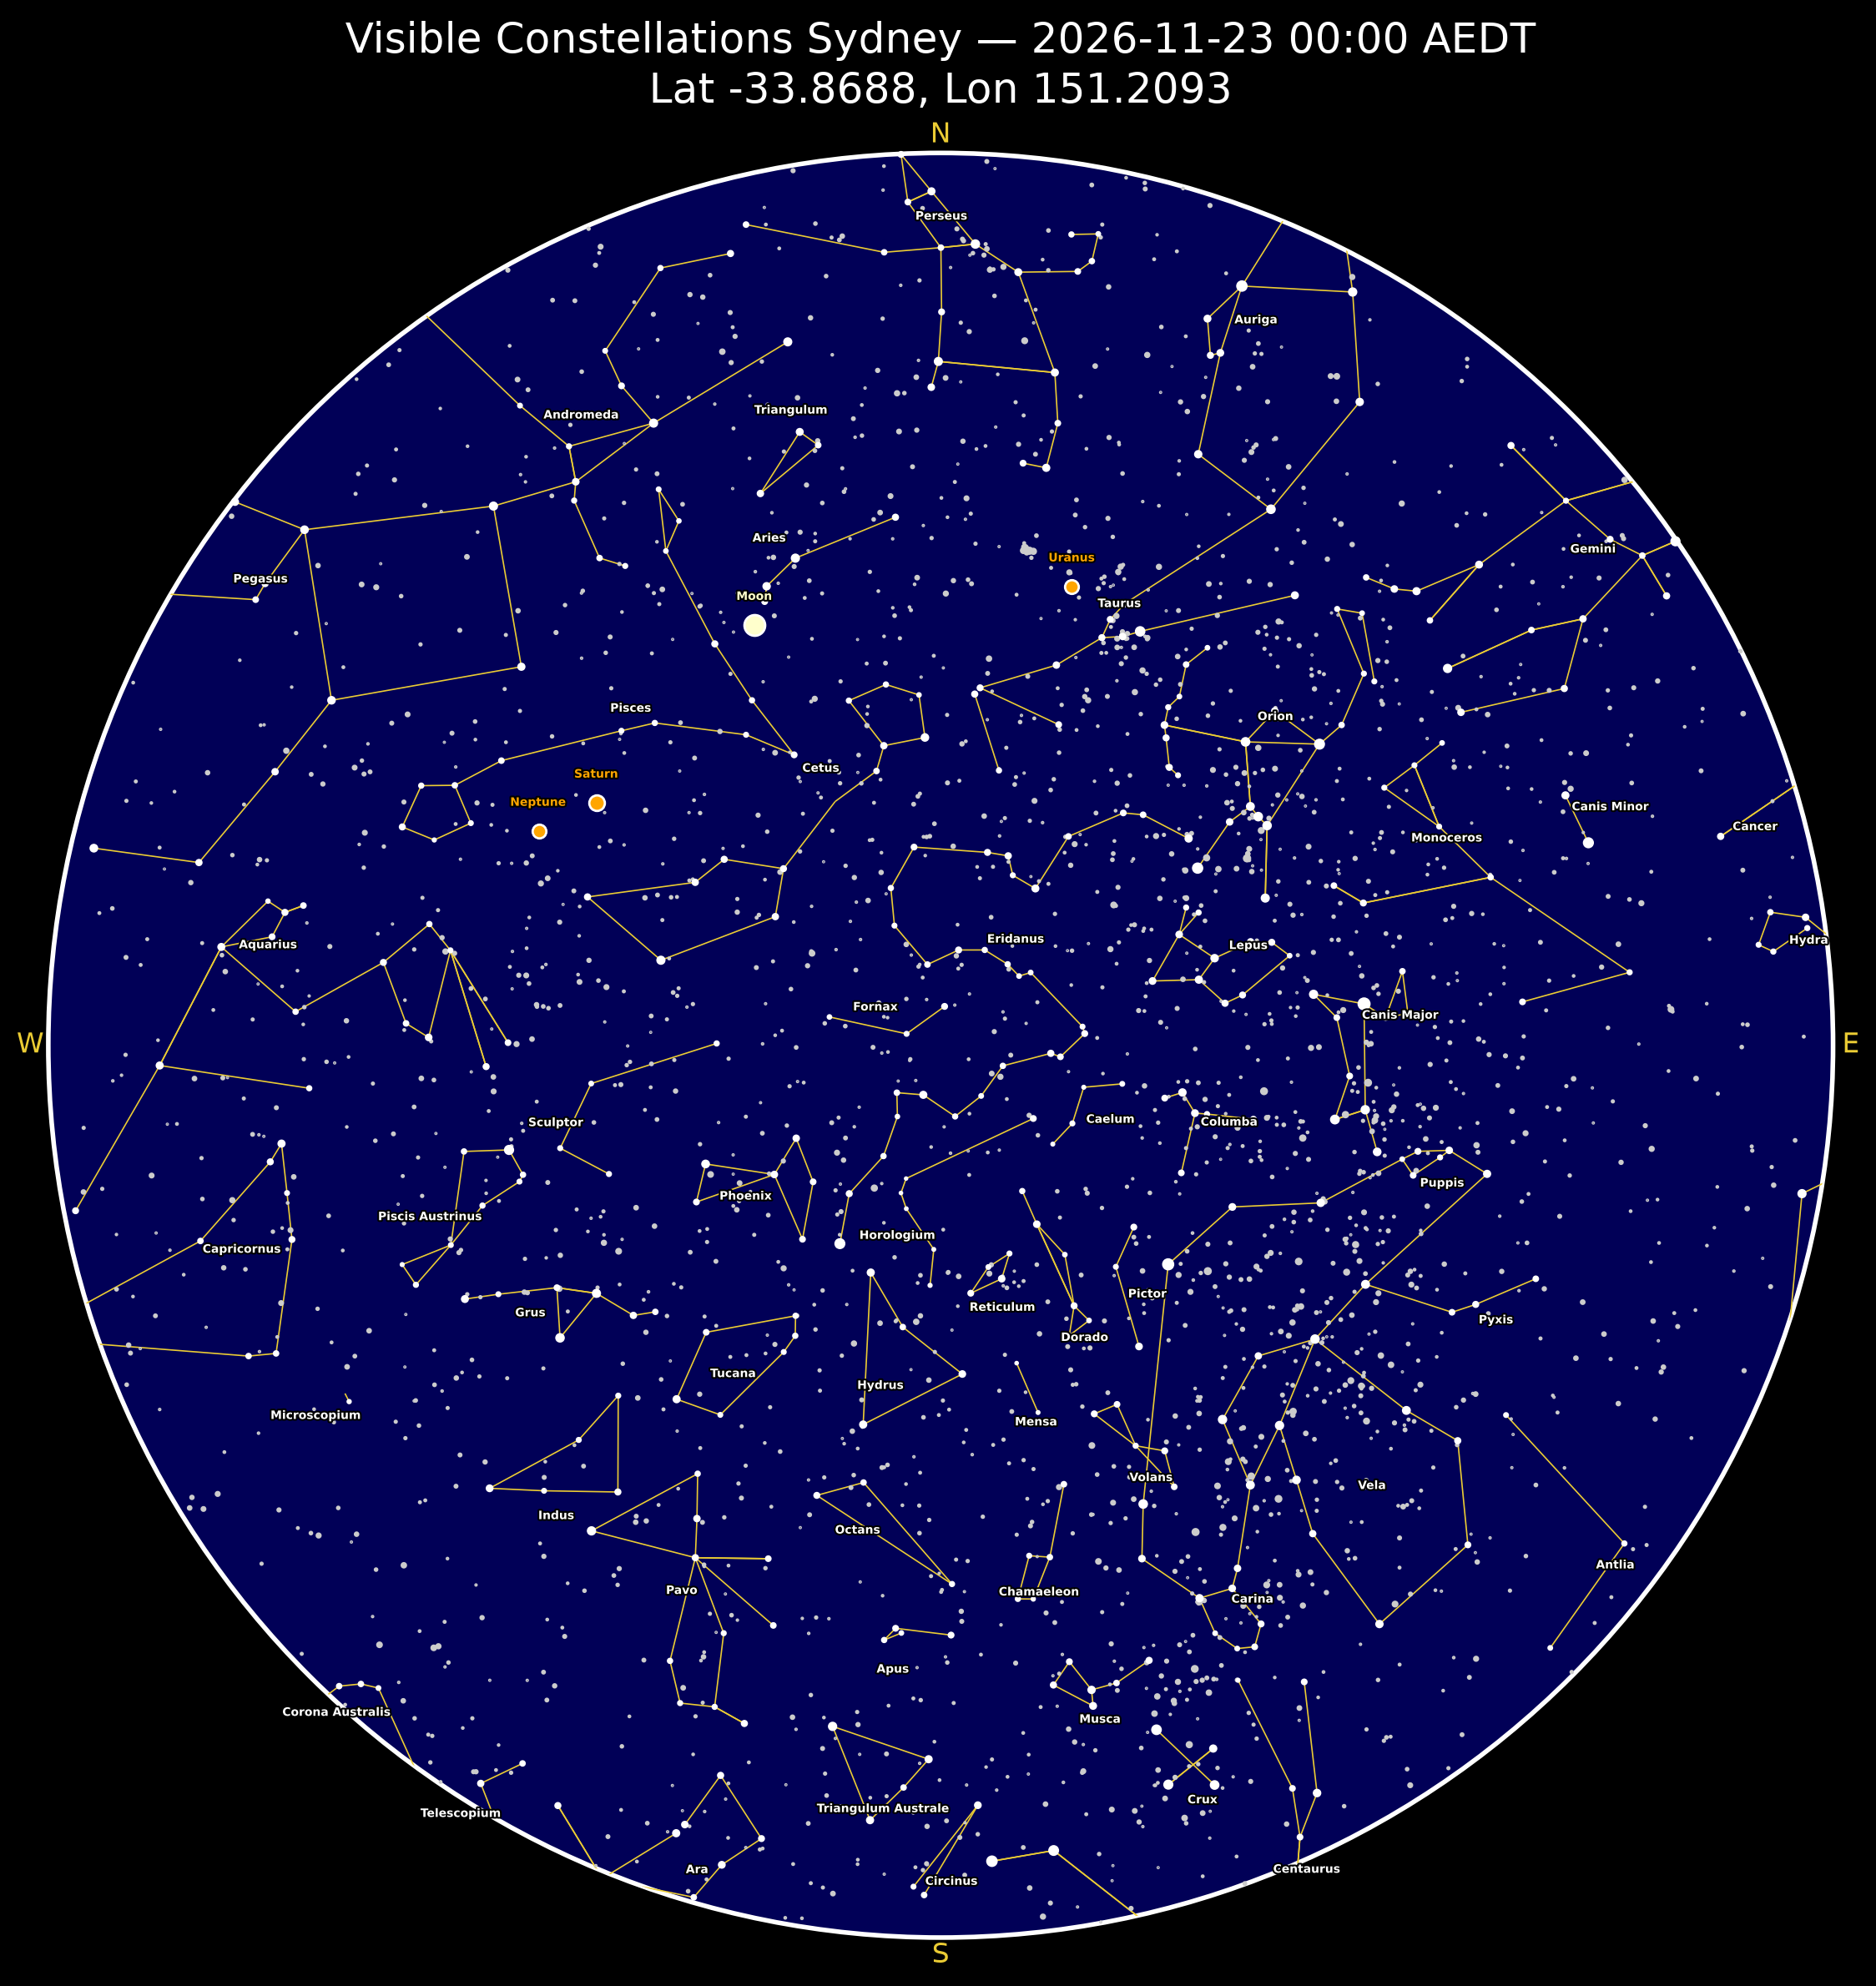 Visible Constellations Sydney — 2026-11-23 00:00 AEDT
Lat -33.8688, Lon 151.2093
N
Perseus
Auriga
Triangulum
Andromeda
Aries
Gemini
Uranus
Pegasus
Moon
Taurus
Pisces
Orion
Cetus
Saturn
Neptune
Canis Minor
Cancer
Monoceros
Eridanus
Hydra
Aquarius
Lepus
Fornax
Canis Major
W
E
Caelum
Columba
Sculptor
Puppis
Phoenix
Piscis Austrinus
Horologium
Capricornus
Pictor
Reticulum
Grus
Pyxis
Dorado
Tucana
Hydrus
Microscopium
Mensa
Volans
Vela
Indus
Octans
Antlia
Pavo
Chamaeleon
Carina
Apus
Corona Australis
Musca
Crux
Triangulum Australe
Telescopium
Ara
Centaurus
Circinus
S